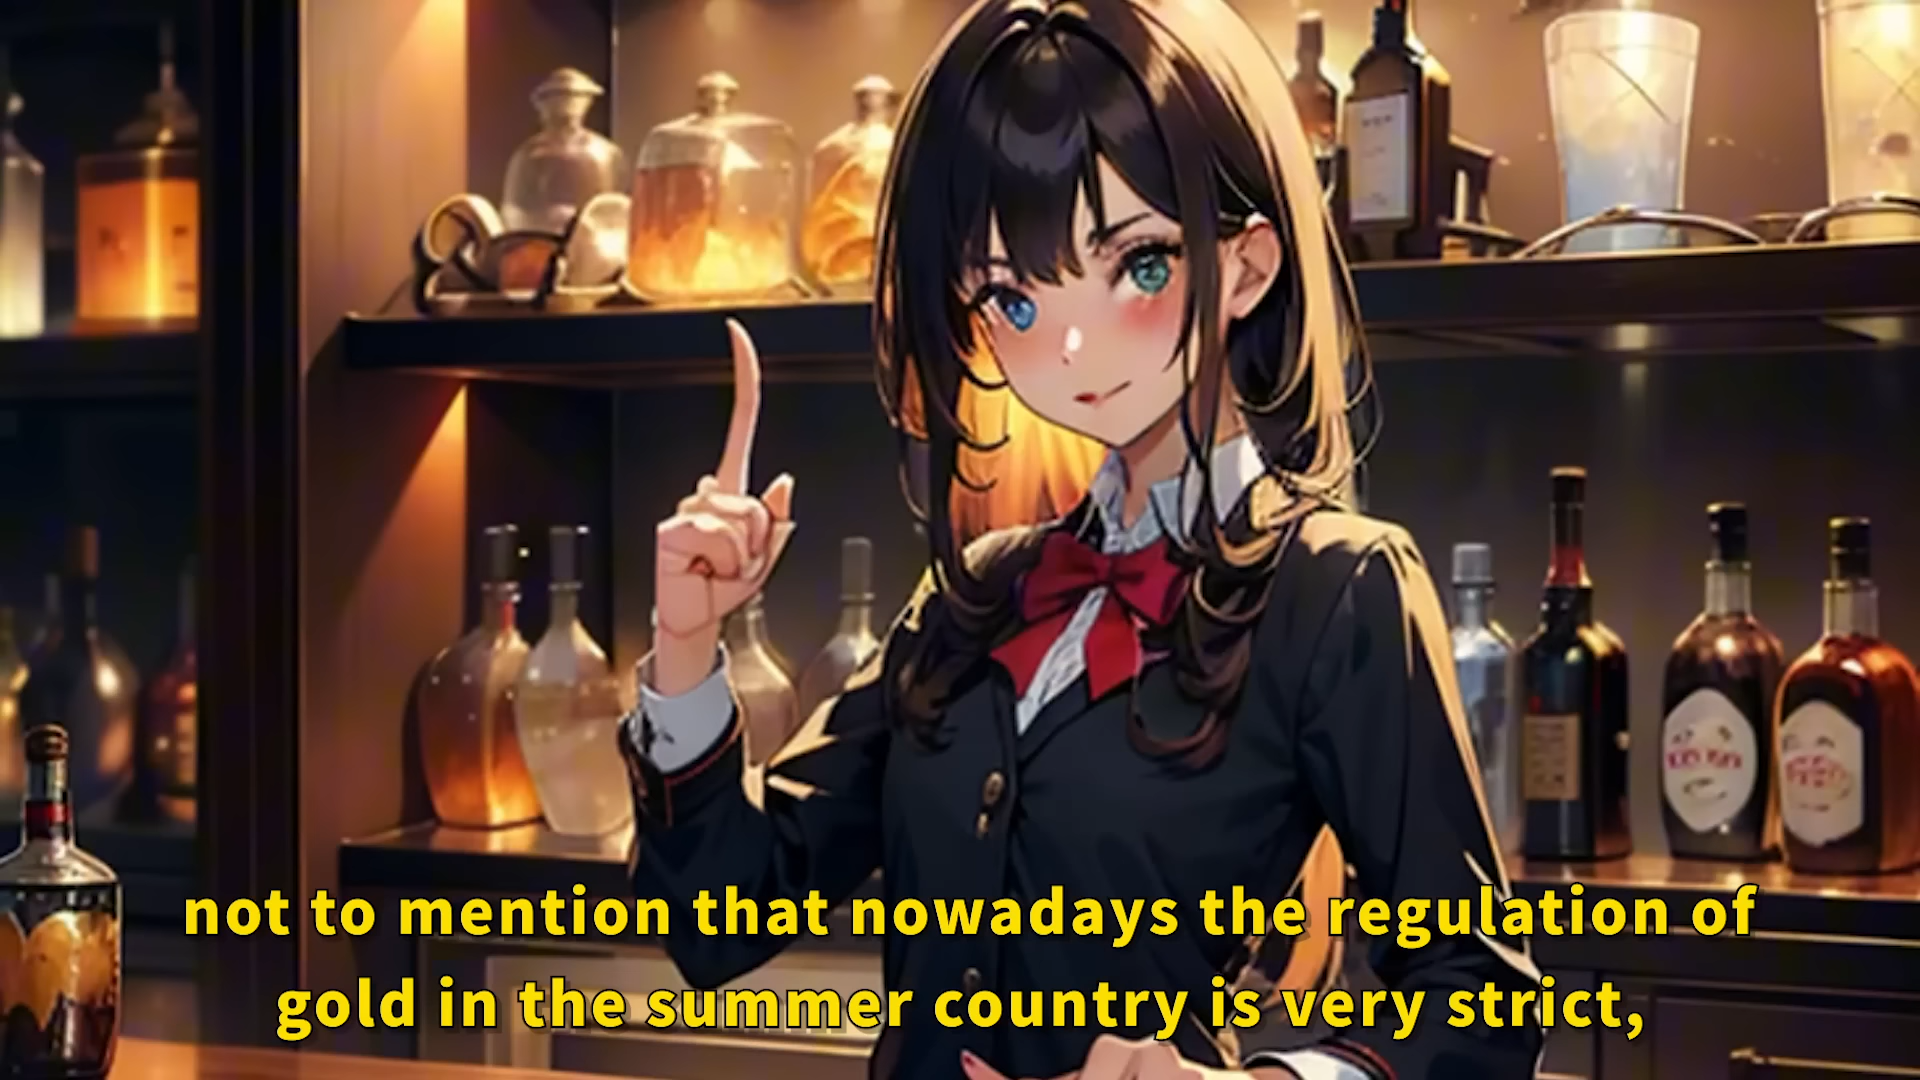 not to mention that nowadays the regulation of
gold in the summer country is very strict,